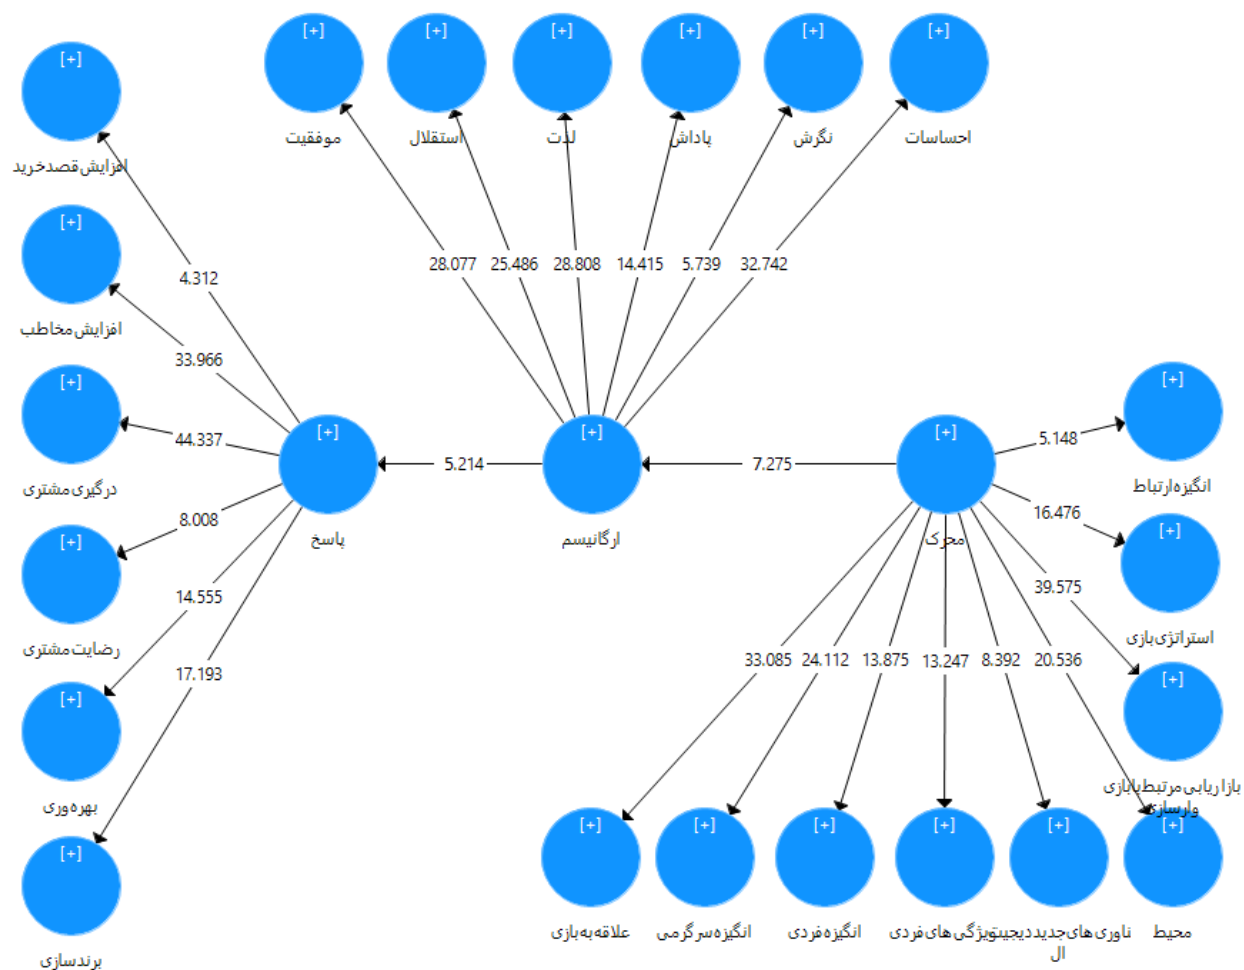 [+]
[+]
[+]
[+]
[+]
[+]
[+]
موفقیت
استقلال
لذت
پاداش
نگرش
احساسات
افزایش قصد خرید
28.077
25.486
28.808
14.415
5.739
32.742
4.312
[+]
افزایش مخاطب
33.966
[+]
درگیری مشتری
44.337
[+]
پاسخ
5.214
[+]
ارگانیسم
7.275
[+]
محرک
5.148
[+]
انگیزه ارتباط
16.476
[+]
استراتژی بازی
39.575
[+]
بازاریابی مرتبط با بازی
وارسازی
8.008
[+]
رضایت مشتری
14.555
[+]
بهره وری
17.193
[+]
برندسازی
33.085
24.112
13.875
13.247
8.392
20.536
[+]
[+]
[+]
[+]
[+]
[+]
علاقه به بازی
انگیزه سرگرمی
انگیزه فردی
ویژگی های فردی
ناوری های جدید دیجیت
ال
محیط